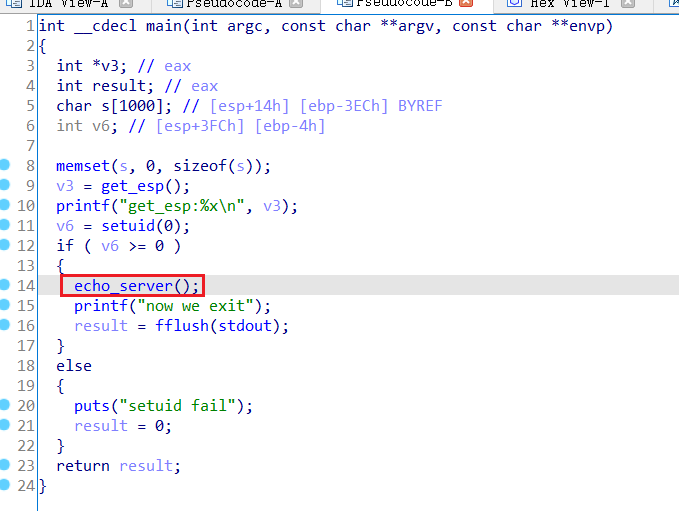 IDA View-A Pseudocode-A Pseudocode-B Hex View-1
1 int __cdecl main(int argc, const char **argv, const char **envp)
2 {
3 int *v3; // eax
4 int result; // eax
5 char s[1000]; // [esp+14h] [ebp-3ECh] BYREF
6 int v6; // [esp+3FCh] [ebp-4h]
7
8 memset(s, 0, sizeof(s));
9 v3 = get_esp();
10 printf("get_esp:%x\n", v3);
11 v6 = setuid(0);
12 if ( v6 >= 0 )
13 {
14 echo_server();
15 printf("now we exit");
16 result = fflush(stdout);
17 }
18 else
19 {
20 puts("setuid fail");
21 result = 0;
22 }
23 return result;
24 }